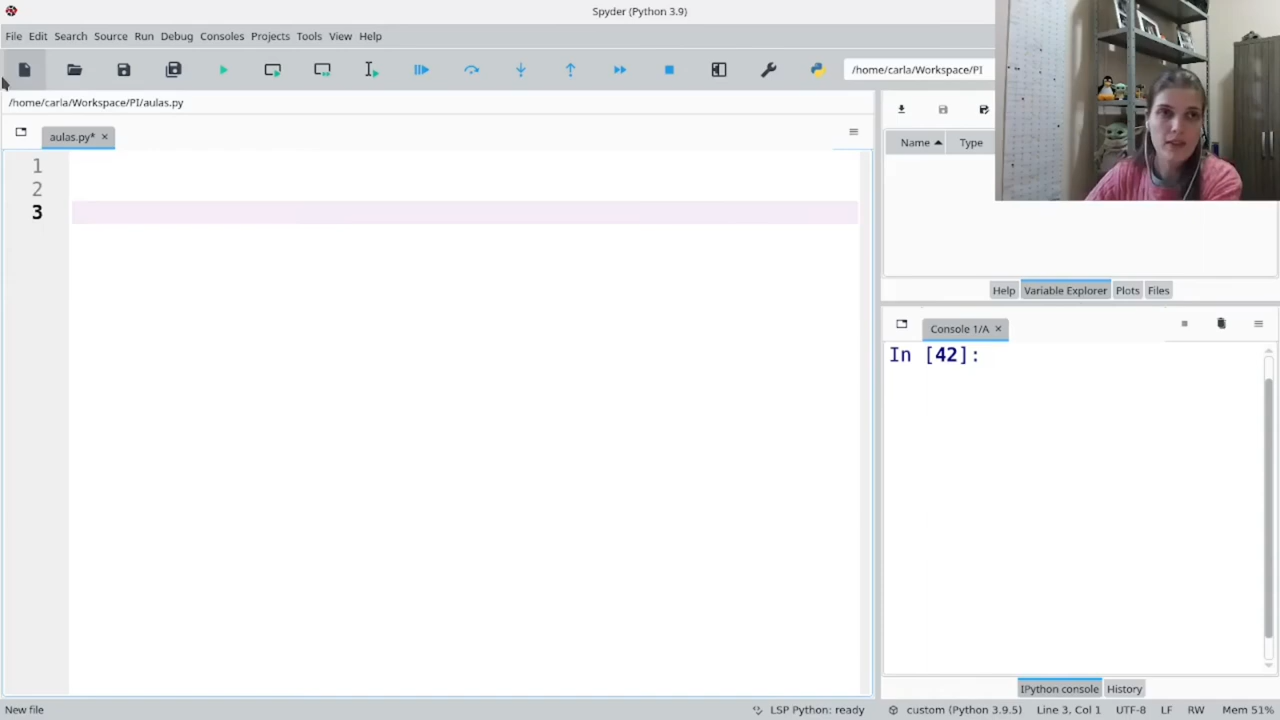 Spyder (Python 3.9)
File Edit Search Source Run Debug Consoles Projects Tools View Help
/home/carla/Workspace/PI
/home/carla/Workspace/PI/aulas.py
aulas.py*
Name Type
1
2
3
Help Variable Explorer Plots Files
Console 1/A
In [42]:
IPython console History
New file LSP Python: ready custom (Python 3.9.5) Line 3, Col 1 UTF-8 LF RW Mem 51%